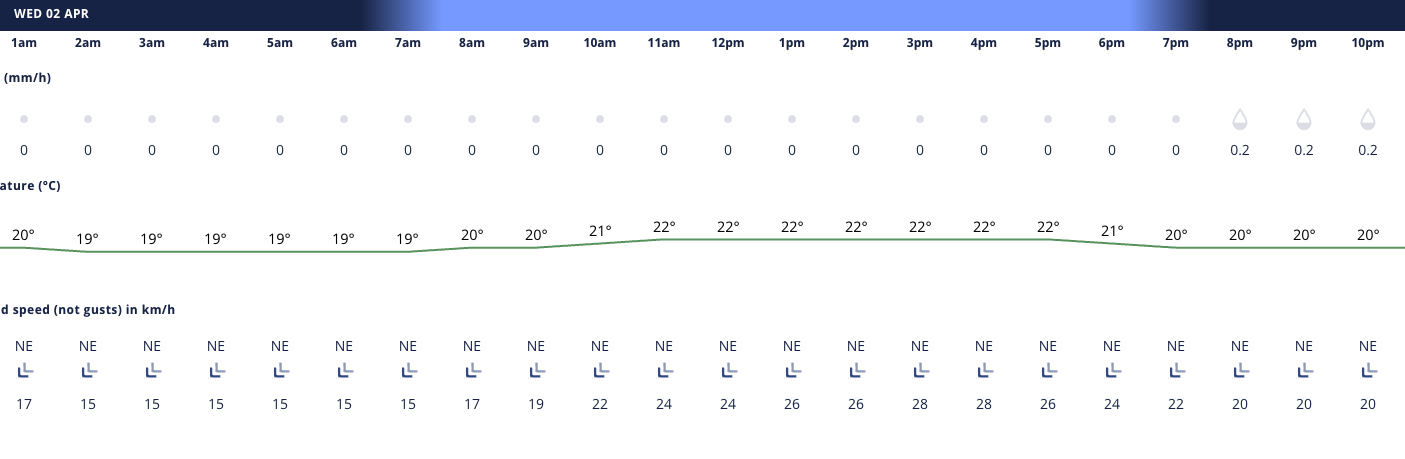 WED 02 APR
1am 2am 3am 4am 5am 6am 7am 8am 9am 10am 11am 12pm 1pm 2pm 3pm 4pm 5pm 6pm 7pm 8pm 9pm 10pm
(mm/h)
0 0 0 0 0 0 0 0 0 0 0 0 0 0 0 0 0 0 0 0.2 0.2 0.2
ature (°C)
20° 19° 19° 19° 19° 19° 19° 20° 20° 21° 22° 22° 22° 22° 22° 22° 22° 21° 20° 20° 20° 20°
d speed (not gusts) in km/h
NE NE NE NE NE NE NE NE NE NE NE NE NE NE NE NE NE NE NE NE NE NE
17 15 15 15 15 15 15 17 19 22 24 24 26 26 28 28 26 24 22 20 20 20